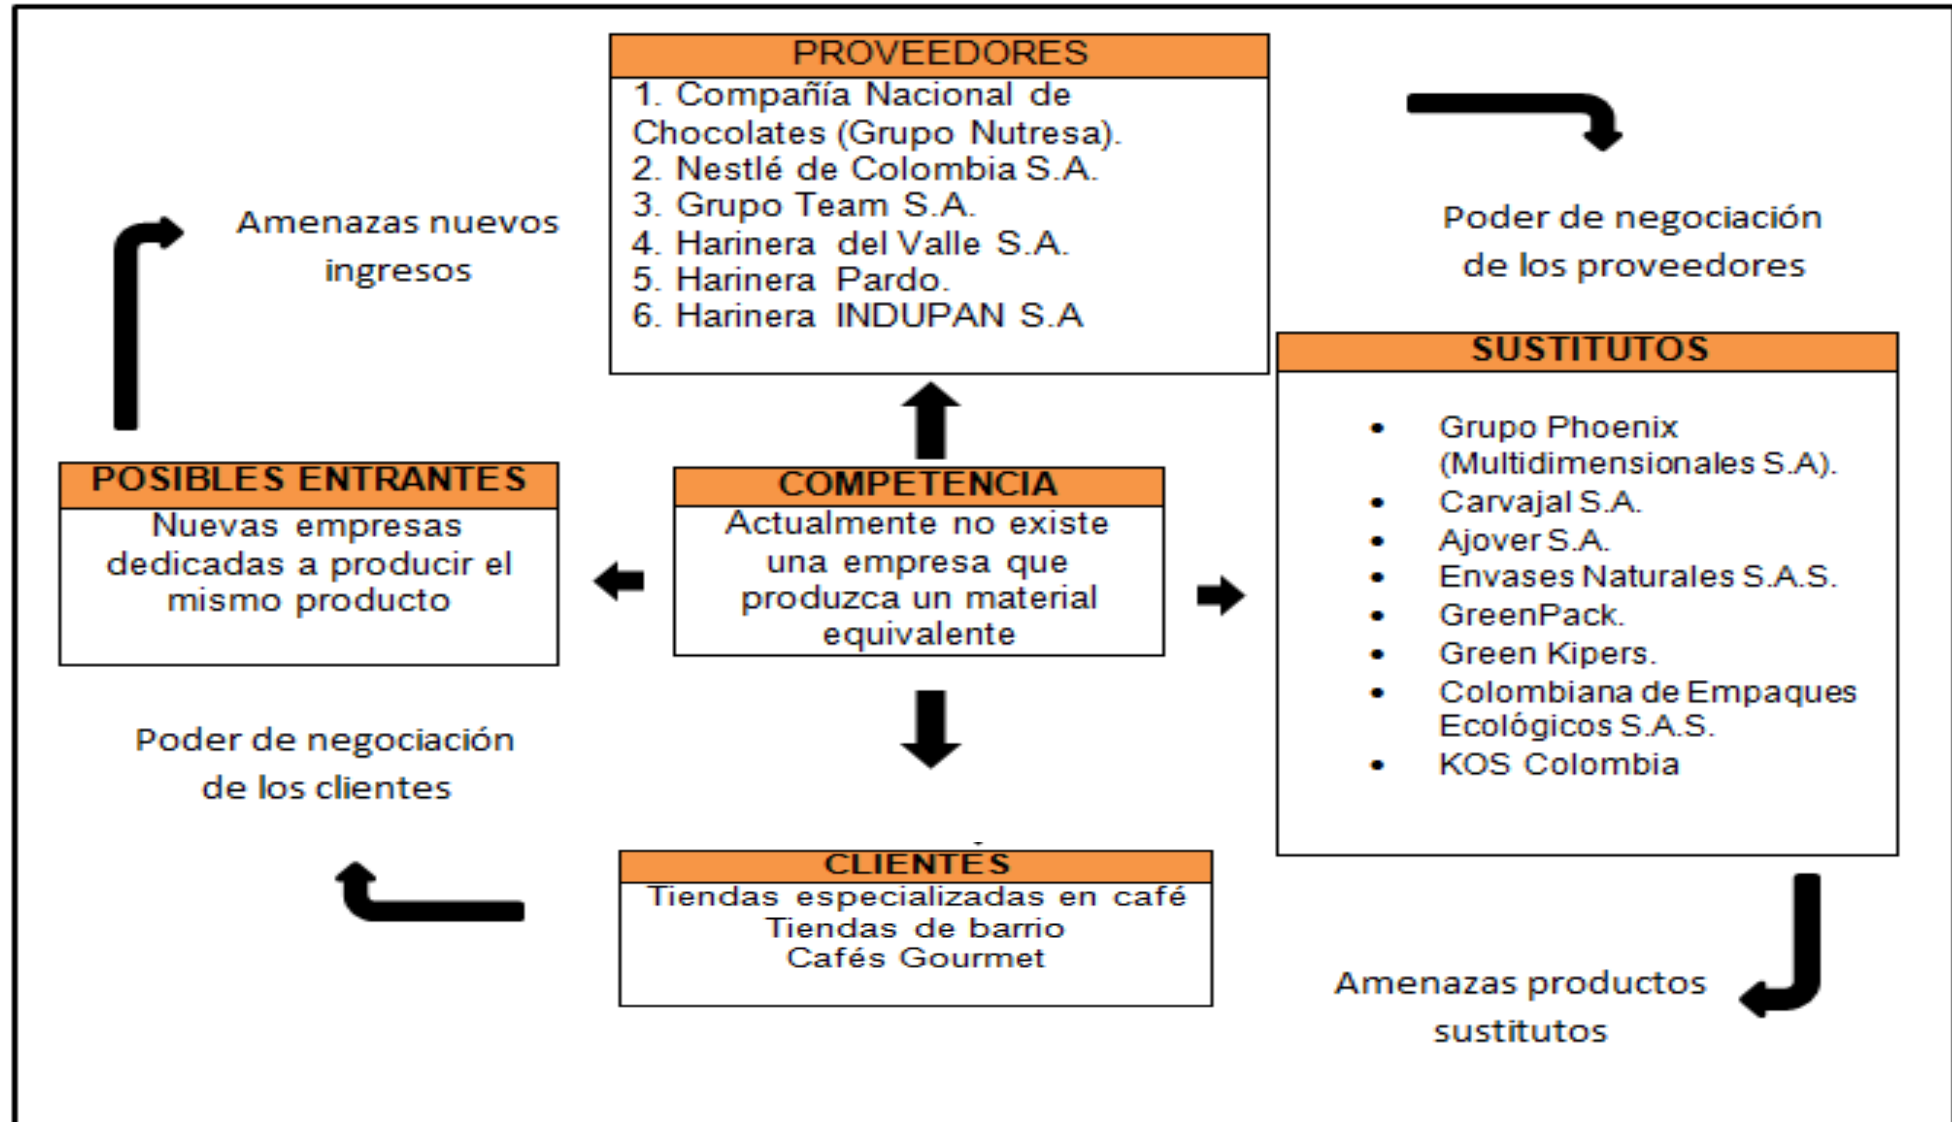 PROVEEDORES
1. Compañía Nacional de
Chocolates (Grupo Nutresa).
2. Nestlé de Colombia S.A.
3. Grupo Team S.A.
4. Harinera del Valle S.A.
5. Harinera Pardo.
6. Harinera INDUPAN S.A
Amenazas nuevos
ingresos
Poder de negociación
de los proveedores
POSIBLES ENTRANTES
Nuevas empresas
dedicadas a producir el
mismo producto
COMPETENCIA
Actualmente no existe
una empresa que
produzca un material
equivalente
SUSTITUTOS
• Grupo Phoenix
(Multidimensionales S.A).
• Carvajal S.A.
• Ajover S.A.
• Envases Naturales S.A.S.
• GreenPack.
• Green Kipers.
• Colombiana de Empaques
Ecológicos S.A.S.
• KOS Colombia
Poder de negociación
de los clientes
CLIENTES
Tiendas especializadas en café
Tiendas de barrio
Cafés Gourmet
Amenazas productos
sustitutos